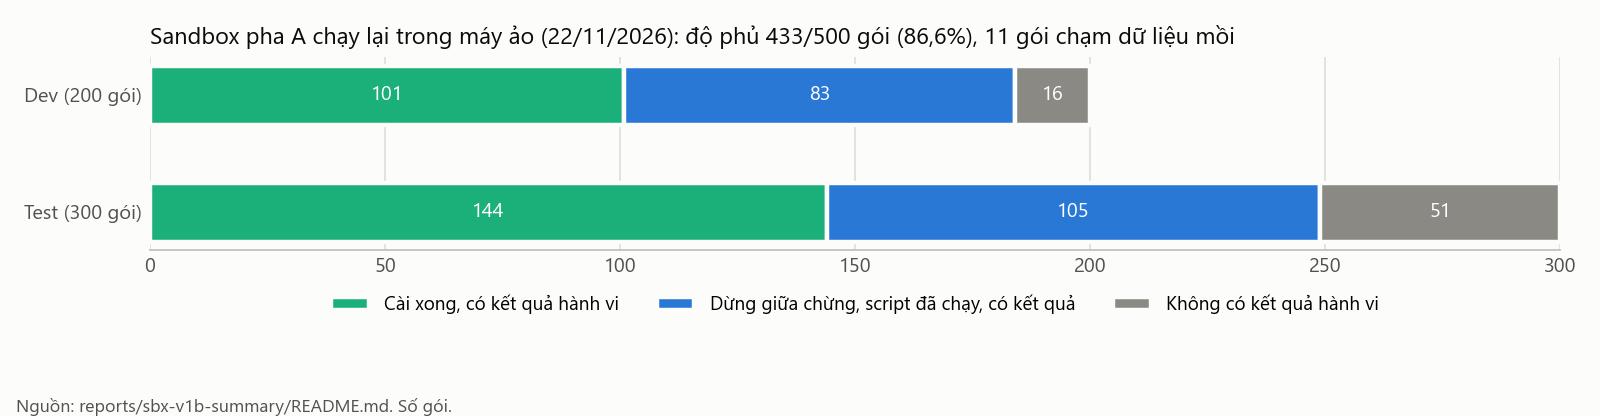 Sandbox pha A chạy lại trong máy ảo (22/11/2026): độ phủ 433/500 gói (86,6%), 11 gói chạm dữ liệu mồi
Dev (200 gói) 101 83 16
Test (300 gói) 144 105 51
0 50 100 150 200 250 300
Cài xong, có kết quả hành vi Dừng giữa chừng, script đã chạy, có kết quả Không có kết quả hành vi
Nguồn: reports/sbx-v1b-summary/README.md. Số gói.